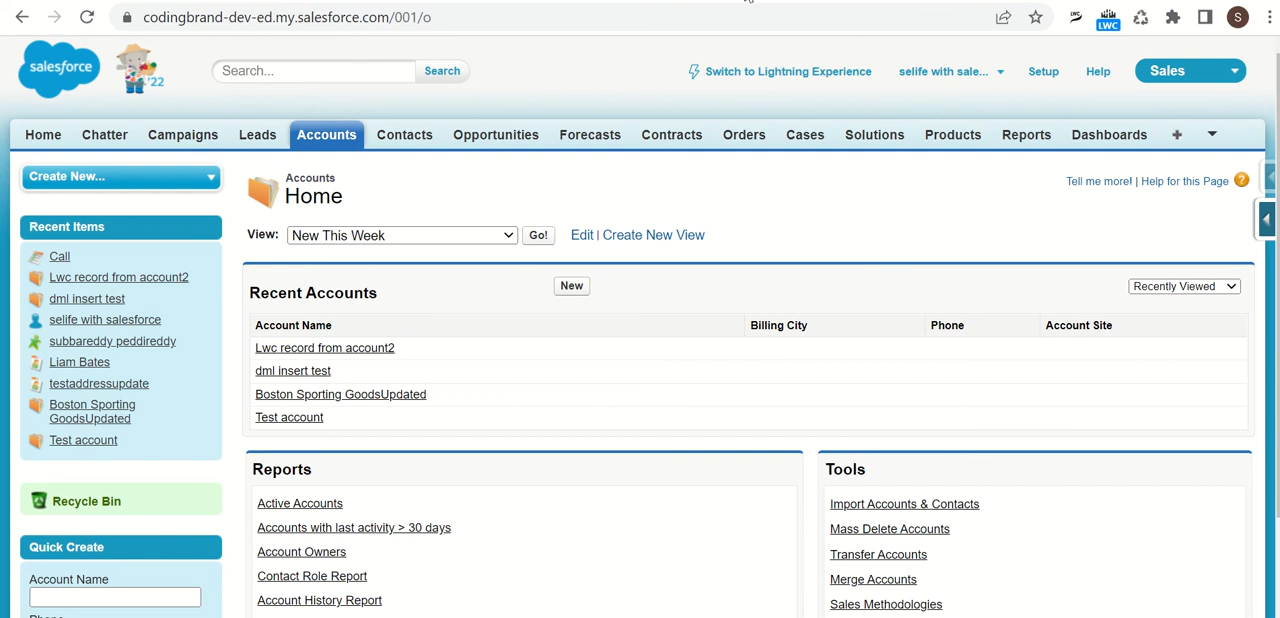 codingbrand-dev-ed.my.salesforce.com/001/o
S
LWC
salesforce
'22
Search...
Search
Switch to Lightning Experience
selife with sale...
Setup
Help
Sales
Home
Chatter
Campaigns
Leads
Accounts
Contacts
Opportunities
Forecasts
Contracts
Orders
Cases
Solutions
Products
Reports
Dashboards
+
Create New...
Recent Items
Call
Lwc record from account2
dml insert test
selife with salesforce
subbareddy peddireddy
Liam Bates
testaddressupdate
Boston Sporting
GoodsUpdated
Test account
Recycle Bin
Quick Create
Account Name
Accounts
Home
Tell me more! | Help for this Page ?
View:
New This Week
Go!
Edit | Create New View
Recent Accounts
New
Recently Viewed
Account Name
Billing City
Phone
Account Site
Lwc record from account2
dml insert test
Boston Sporting GoodsUpdated
Test account
Reports
Active Accounts
Accounts with last activity > 30 days
Account Owners
Contact Role Report
Account History Report
Tools
Import Accounts & Contacts
Mass Delete Accounts
Transfer Accounts
Merge Accounts
Sales Methodologies